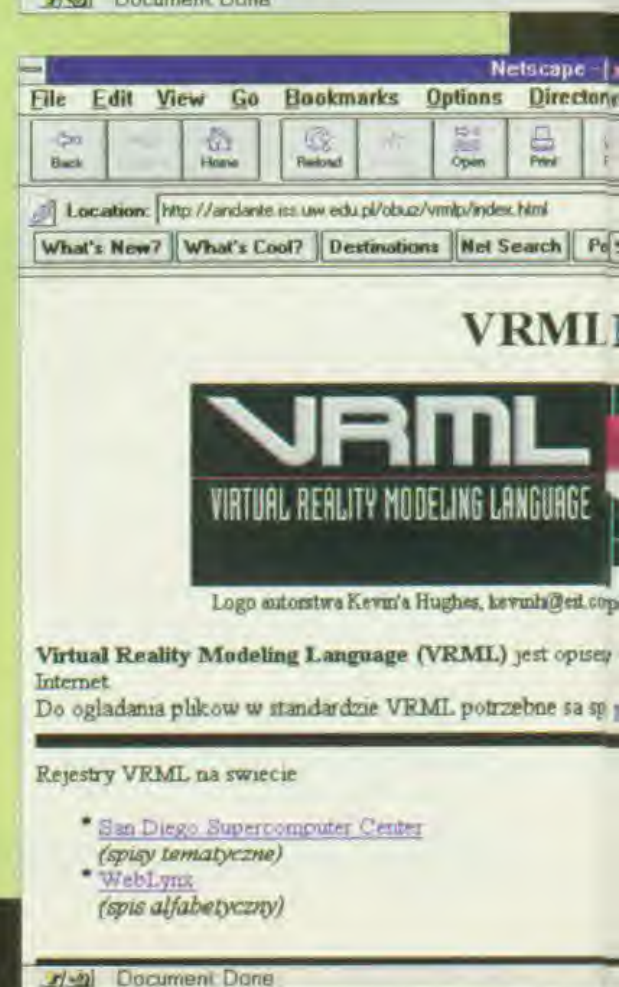 Document Done
Netscape -
File Edit View Go Bookmarks Options
Back Home Reload Open Print
Location: http://andante.iss.uw.edu.pl/obuz/vrmlp/index.html
What's New? What's Cool? Destinations Net Search
VRML
VRML
VIRTUAL REALITY MODELING LANGUAGE
Logo autorstwa Kevin'a Hughes,
Virtual Reality Modeling Language (VRML) jest
Internet
Do ogladania plikow w standardzie VRML potrzebne sa
Rejestry VRML na swiecie
San Diego Supercomputer Center
(spisy tematyczne)
WebLynx
(spis alfabetyczny)
Document Done